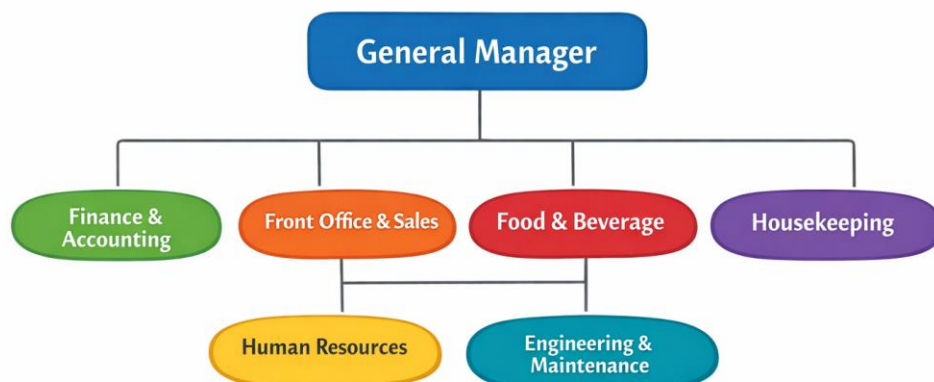 General Manager
Finance &
Accounting
Front Office & Sales
Food & Beverage
Housekeeping
Human Resources
Engineering &
Maintenance